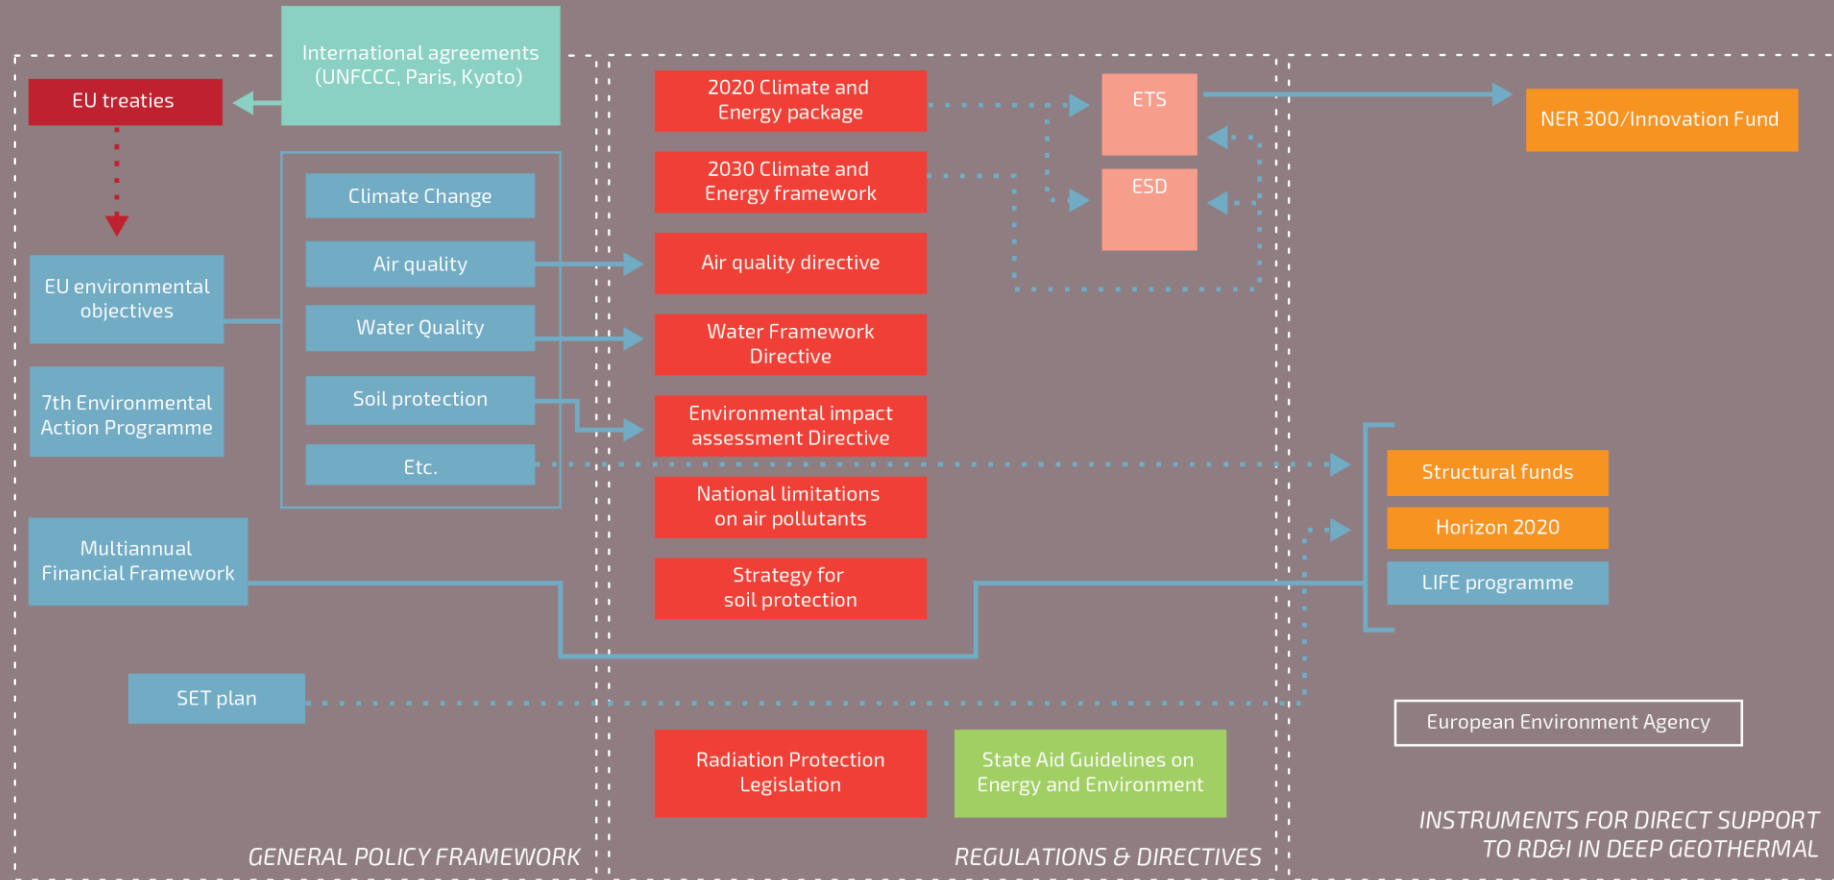 International agreements
(UNFCCC, Paris, Kyoto)
EU treaties
Climate Change
Air quality
EU environmental
objectives
Water Quality
7th Environmental
Action Programme
Soil protection
Etc.
Multiannual
Financial Framework
SET plan
GENERAL POLICY FRAMEWORK
2020 Climate and
Energy package
ETS
2030 Climate and
Energy framework
ESD
Air quality directive
Water Framework
Directive
Environmental impact
assessment Directive
National limitations
on air pollutants
Strategy for
soil protection
Radiation Protection
Legislation
State Aid Guidelines on
Energy and Environment
REGULATIONS & DIRECTIVES
NER 300/Innovation Fund
Structural funds
Horizon 2020
LIFE programme
European Environment Agency
INSTRUMENTS FOR DIRECT SUPPORT
TO RD&I IN DEEP GEOTHERMAL